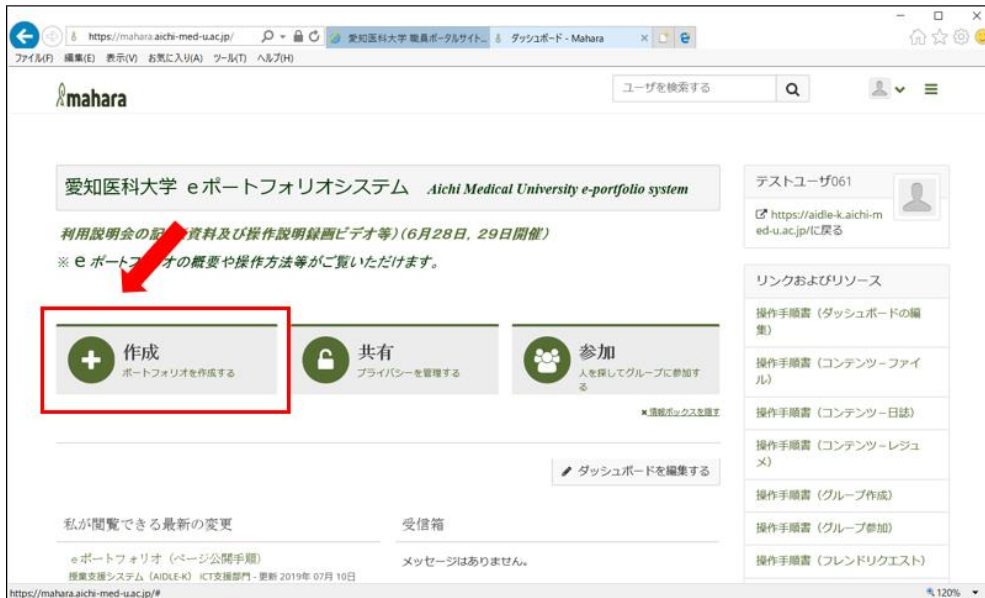 https://mahara.aichi-med-u.ac.jp/
愛知医科大学 職員ポータルサイト...
ダッシュボード - Mahara
ファイル(F) 編集(E) 表示(V) お気に入り(A) ツール(T) ヘルプ(H)
mahara
ユーザを検索する
愛知医科大学 eポートフォリオシステム Aichi Medical University e-portfolio system
利用説明会の記 資料及び操作説明録画ビデオ等)(6月28日, 29日開催)
※ e ポート オの概要や操作方法等がご覧いただけます。
作成
ポートフォリオを作成する
共有
プライバシーを管理する
参加
人を探してグループに参加す
る
×情報ボックスを隠す
ダッシュボードを編集する
私が閲覧できる最新の変更
eポートフォリオ (ページ公開手順)
授業支援システム (AIDLE-K) ICT支援部門 - 更新 2019年 07月 10日
受信箱
メッセージはありません。
テストユーザ061
https://aidle-k.aichi-m
ed-u.ac.jp/に戻る
リンクおよびリソース
操作手順書 (ダッシュボードの編
集)
操作手順書 (コンテンツーファイ
ル)
操作手順書 (コンテンツー日誌)
操作手順書 (コンテンツーレジュ
メ)
操作手順書 (グループ作成)
操作手順書 (グループ参加)
操作手順書 (フレンドリクエスト)
https://mahara.aichi-med-u.ac.jp/#
120%